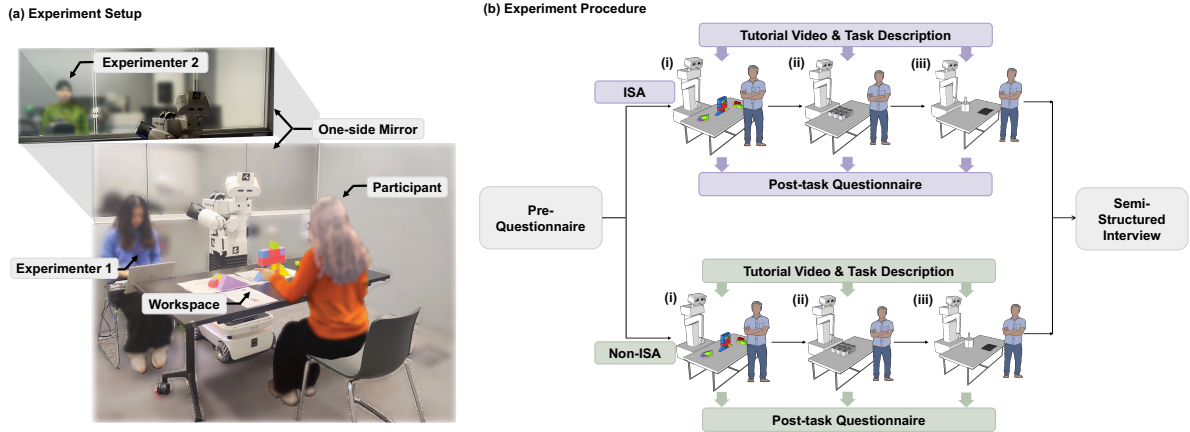 (a) Experiment Setup
Experimenter 2
One-side Mirror
Participant
Experimenter 1
Workspace
(b) Experiment Procedure
Tutorial Video & Task Description
(i)
(ii)
(iii)
ISA
Post-task Questionnaire
Pre-
Questionnaire
Semi-
Structured
Interview
Tutorial Video & Task Description
(i)
(ii)
(iii)
Non-ISA
Post-task Questionnaire